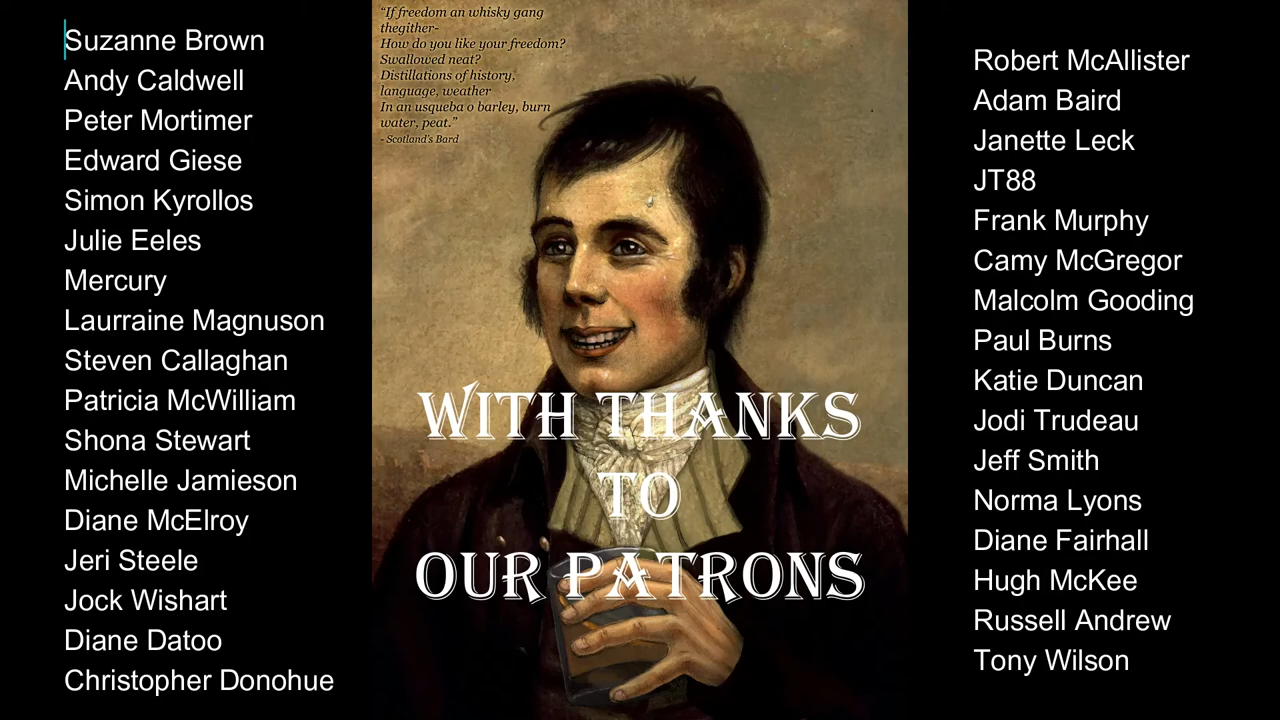 Suzanne Brown
Andy Caldwell
Peter Mortimer
Edward Giese
Simon Kyrollos
Julie Eeles
Mercury
Laurraine Magnuson
Steven Callaghan
Patricia McWilliam
Shona Stewart
Michelle Jamieson
Diane McElroy
Jeri Steele
Jock Wishart
Diane Datoo
Christopher Donohue
“If freedom an whisky gang
thegither-
How do you like your freedom?
Swallowed neat?
Distillations of history,
language, weather
In an usqueba o barley, burn
water, peat.”
- Scotland's Bard
WITH THANKS
TO
OUR PATRONS
Robert McAllister
Adam Baird
Janette Leck
JT88
Frank Murphy
Camy McGregor
Malcolm Gooding
Paul Burns
Katie Duncan
Jodi Trudeau
Jeff Smith
Norma Lyons
Diane Fairhall
Hugh McKee
Russell Andrew
Tony Wilson